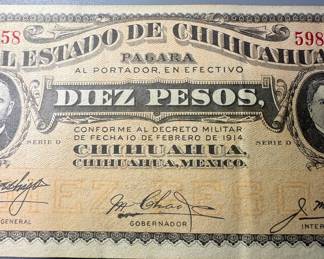 58 598
EL ESTADO DE CHIHUAHUA
PAGARA
AL PORTADOR, EN EFECTIVO
DIEZ PESOS,
CONFORME AL DECRETO MILITAR
SERIE D DE FECHA 10 DE FEBRERO DE 1914. SERIE D
CHIHUAHUA,
CHIHUAHUA, MEXICO.
GENERAL GOBERNADOR INTER